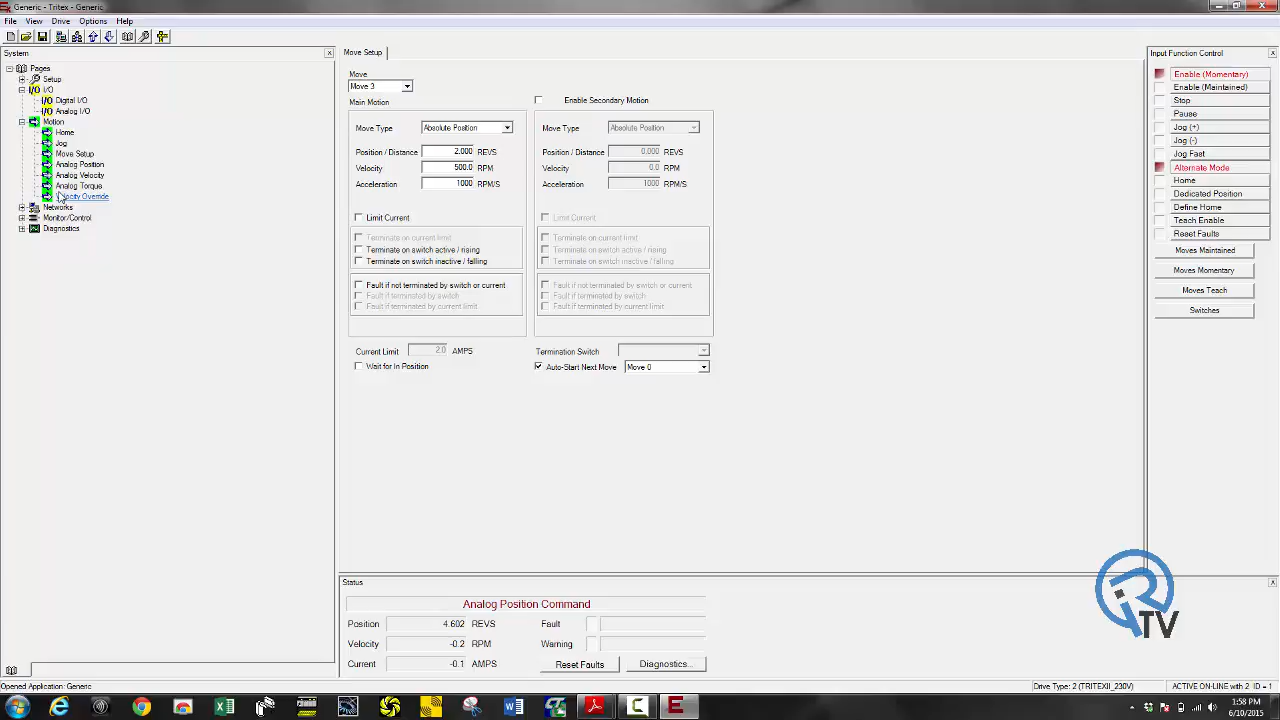 Generic - Tritex - [Move Setup]
File View Drive Options Help
System
Move Setup
Input Function Control
Pages
Setup
I/O I/O
I/O Digital I/O
I/O Analog I/O
Motion
Home
Jog
Move Setup
Analog Position
Analog Velocity
Analog Torque
Velocity Override
Networks
Monitor/Control
Diagnostics
Move
Move 3
Main Motion
Enable Secondary Motion
Move Type Absolute Position
Move Type Absolute Position
Position / Distance 2.000 REVS
Position / Distance 0.000 REVS
Velocity 500.0 RPM
Velocity 0.0 RPM
Acceleration 1000 RPM/S
Acceleration 1000 RPM/S
Limit Current
Limit Current
Terminate on current limit
Terminate on switch active / rising
Terminate on switch inactive / falling
Terminate on current limit
Terminate on switch active / rising
Terminate on switch inactive / falling
Fault if not terminated by switch or current
Fault if terminated by switch
Fault if terminated by current limit
Fault if not terminated by switch or current
Fault if terminated by switch
Fault if terminated by current limit
Current Limit 2.0 AMPS
Termination Switch
Wait for In Position
Auto-Start Next Move Move 0
Enable (Momentary)
Enable (Maintained)
Stop
Pause
Jog (+)
Jog (-)
Jog Fast
Alternate Mode
Home
Dedicated Position
Define Home
Teach Enable
Reset Faults
Moves Maintained
Moves Momentary
Moves Teach
Switches
Status
Analog Position Command
Position 4.602 REVS
Fault
Velocity -0.2 RPM
Warning
Current -0.1 AMPS
Reset Faults Diagnostics...
R TV
Opened Application: Generic
Drive Type: 2 (TRITEXII_230V)
ACTIVE ON-LINE with 2 ID = 1
1:58 PM
6/10/2015